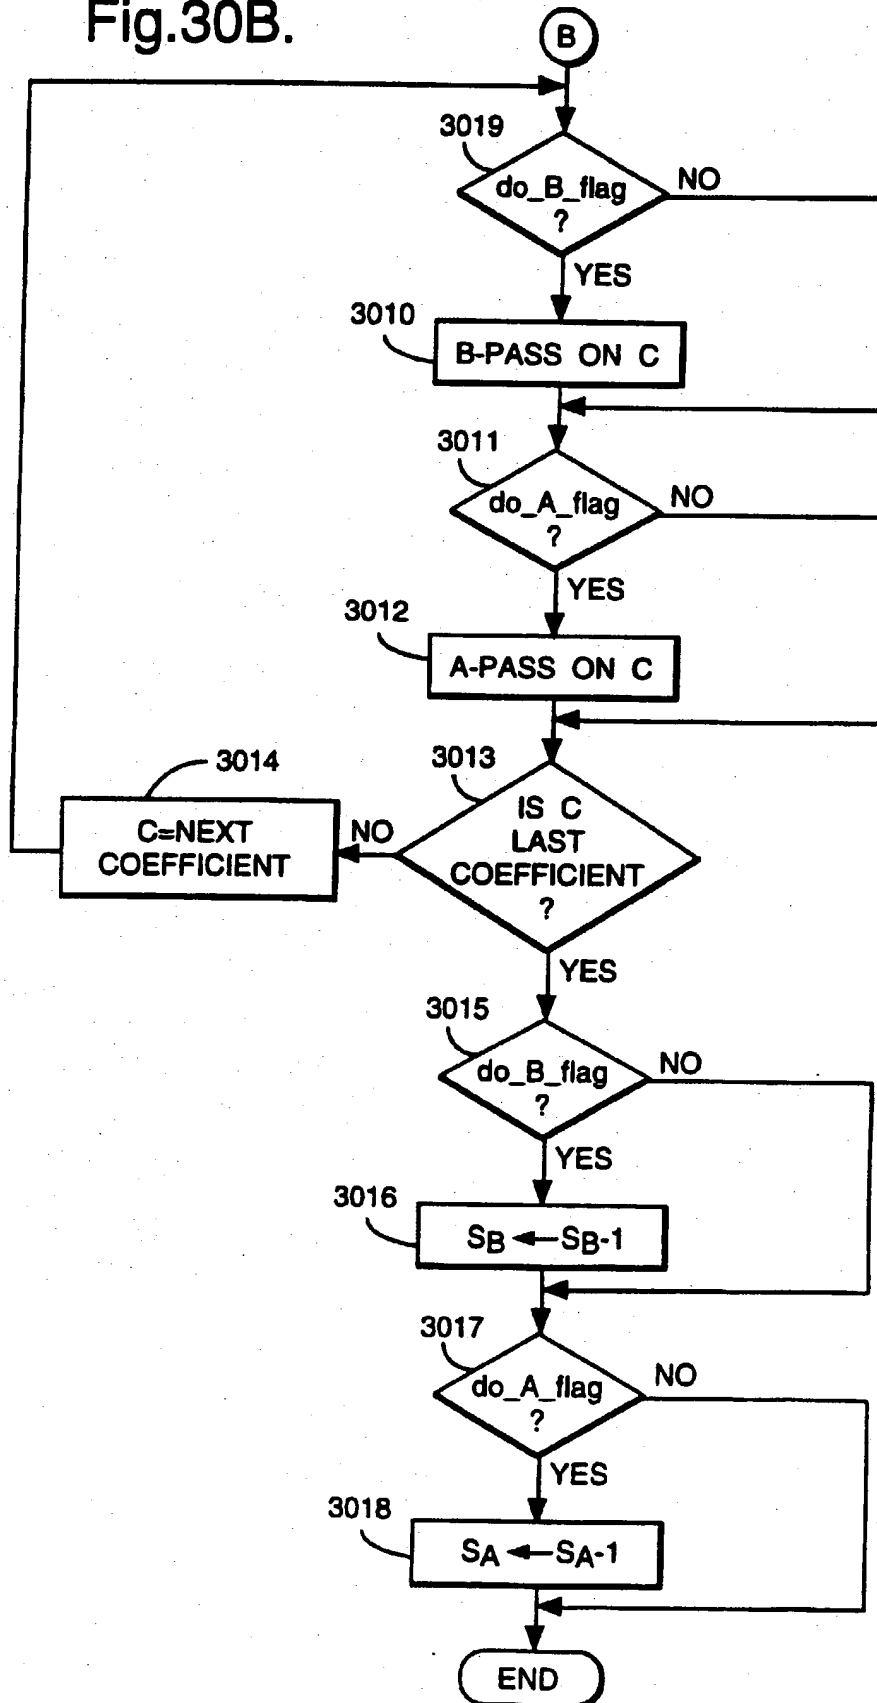 Fig.30B.
B
3019
do_B_flag
?
NO
YES
3010
B-PASS ON C
3011
do_A_flag
?
NO
YES
3012
A-PASS ON C
3014
C=NEXT
COEFFICIENT
NO
3013
IS C
LAST
COEFFICIENT
?
YES
3015
do_B_flag
?
NO
YES
3016
SB ← SB-1
3017
do_A_flag
?
NO
YES
3018
SA ← SA-1
END